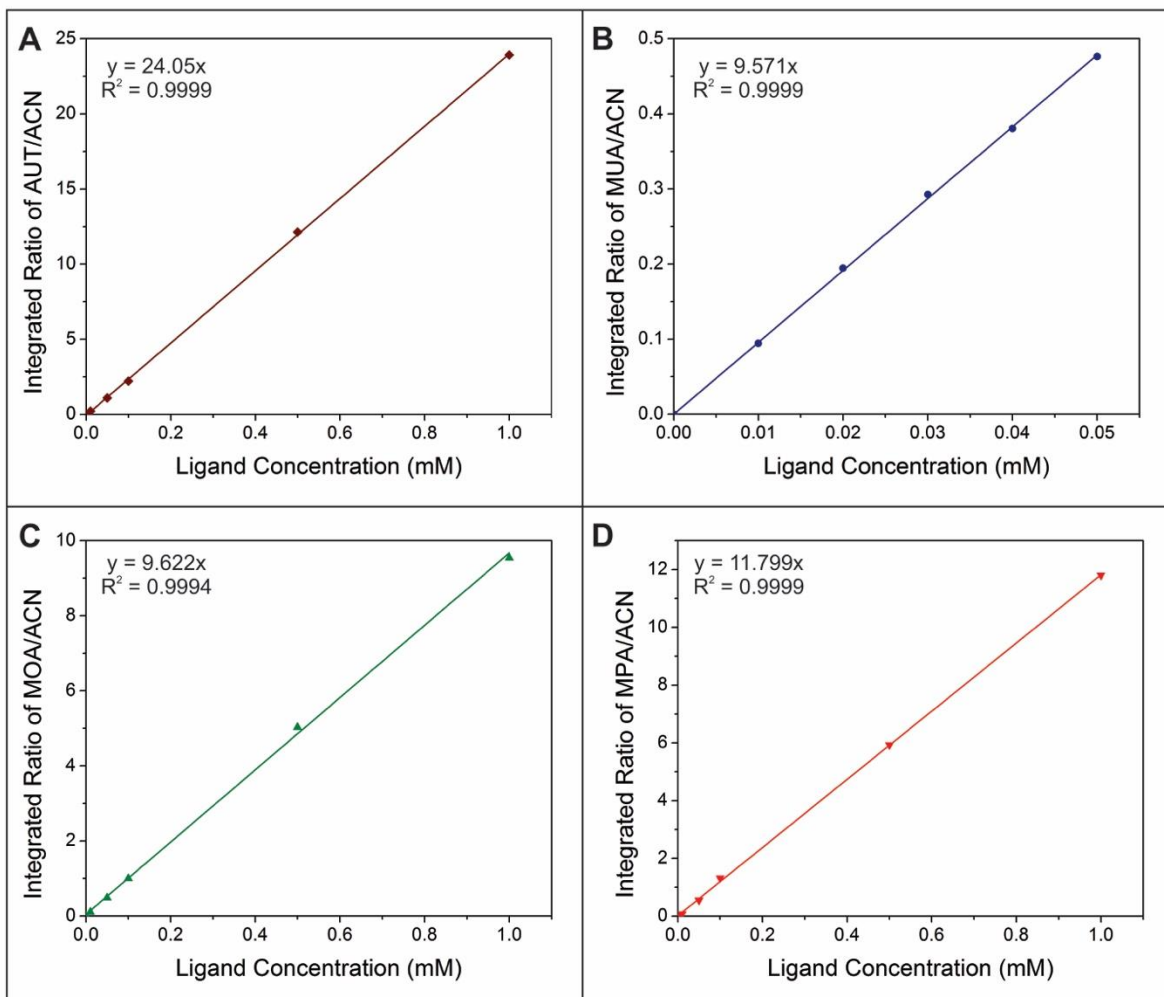 A
y = 24.05x
R² = 0.9999
Integrated Ratio of AUT/ACN
25
20
15
10
5
0
0.0 0.2 0.4 0.6 0.8 1.0
Ligand Concentration (mM)
B
y = 9.571x
R² = 0.9999
Integrated Ratio of MUA/ACN
0.5
0.4
0.3
0.2
0.1
0.0
0.00 0.01 0.02 0.03 0.04 0.05
Ligand Concentration (mM)
C
y = 9.622x
R² = 0.9994
Integrated Ratio of MOA/ACN
10
8
6
4
2
0
0.0 0.2 0.4 0.6 0.8 1.0
Ligand Concentration (mM)
D
y = 11.799x
R² = 0.9999
Integrated Ratio of MPA/ACN
12
10
8
6
4
2
0
0.0 0.2 0.4 0.6 0.8 1.0
Ligand Concentration (mM)